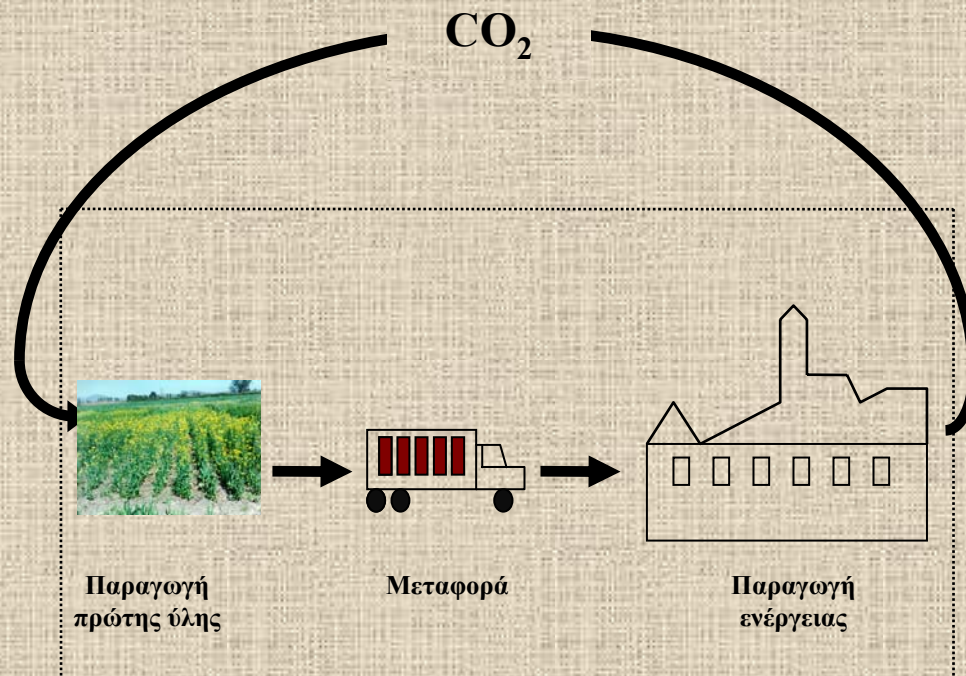 CO₂
Παραγωγή
πρώτης ύλης
Μεταφορά
Παραγωγή
ενέργειας